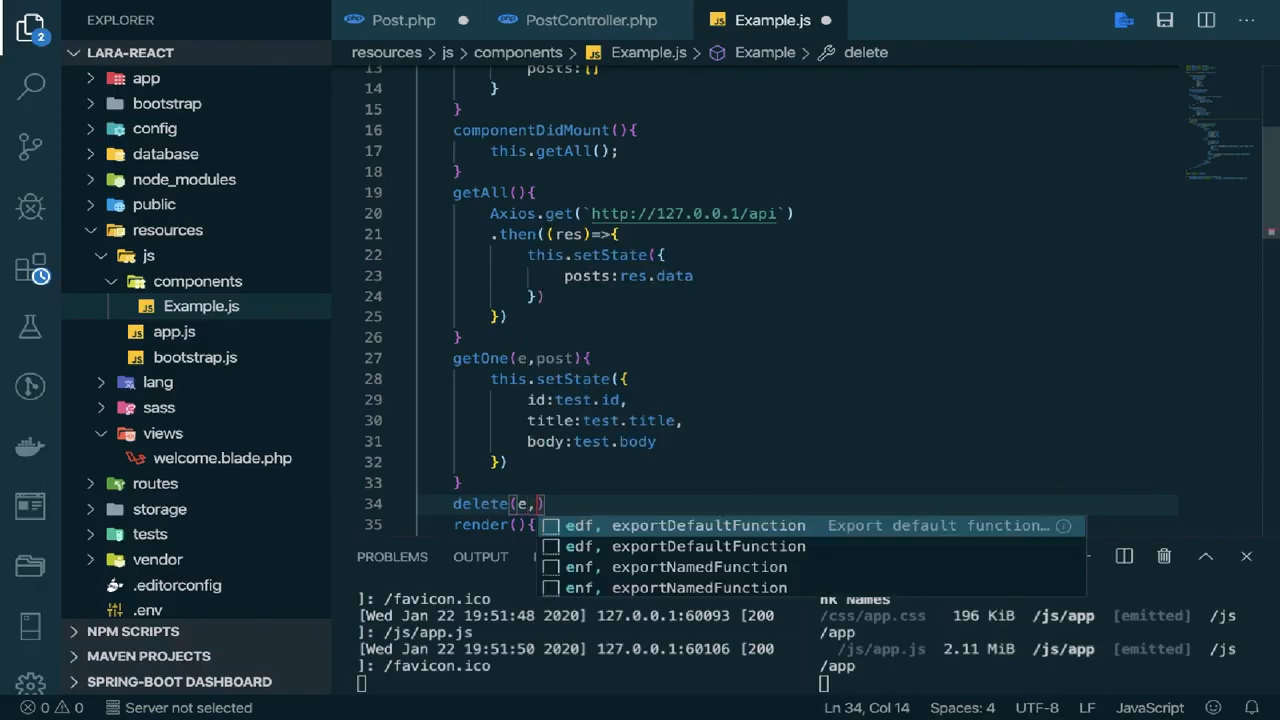 EXPLORER
Post.php
PostController.php
Example.js
2
LARA-REACT
resources > js > components > Example.js > Example > delete
app
bootstrap
config
database
node_modules
public
resources
js
components
Example.js
app.js
bootstrap.js
lang
sass
views
welcome.blade.php
routes
storage
tests
vendor
.editorconfig
.env
NPM SCRIPTS
MAVEN PROJECTS
SPRING-BOOT DASHBOARD
13 posts:[]
14 }
15 }
16 componentDidMount(){
17 this.getAll();
18 }
19 getAll(){
20 Axios.get(`http://127.0.0.1/api`)
21 .then((res)=>{
22 this.setState({
23 posts:res.data
24 })
25 })
26 }
27 getOne(e,post){
28 this.setState({
29 id:test.id,
30 title:test.title,
31 body:test.body
32 })
33 }
34 delete(e,)
35 render(){
edf, exportDefaultFunction Export default function…
edf, exportDefaultFunction
enf, exportNamedFunction
enf, exportNamedFunction
PROBLEMS OUTPUT
]: /favicon.ico
[Wed Jan 22 19:51:48 2020] 127.0.0.1:60093 [200
]: /js/app.js
[Wed Jan 22 19:51:50 2020] 127.0.0.1:60106 [200
]: /favicon.ico
nk Names
/css/app.css 196 KiB /js/app [emitted] /js
/app
/js/app.js 2.11 MiB /js/app [emitted] /js
/app
0 0 Server not selected
Ln 34, Col 14 Spaces: 4 UTF-8 LF JavaScript